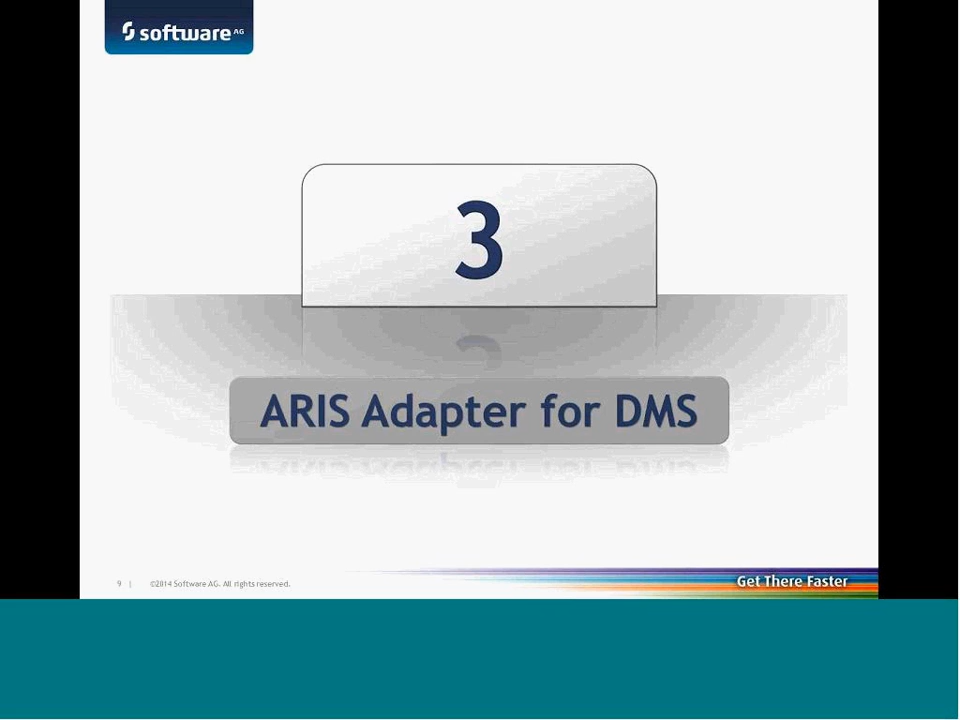 software AG
3
ARIS Adapter for DMS
9 | ©2014 Software AG. All rights reserved.
Get There Faster